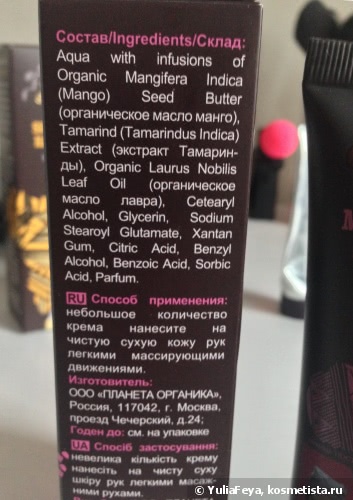 Состав/Ingredients/Склад:
Aqua with infusions of
Organic Mangifera Indica
(Mango) Seed Butter
(органическое масло манго),
Tamarind (Tamarindus Indica)
Extract (экстракт Тамарин-
ды), Organic Laurus Nobilis
Leaf Oil (органическое
масло лавра), Cetearyl
Alcohol, Glycerin, Sodium
Stearoyl Glutamate, Xantan
Gum, Citric Acid, Benzyl
Alcohol, Benzoic Acid, Sorbic
Acid, Parfum.
RU Способ применения:
небольшое количество
крема нанесите на
чистую сухую кожу рук
легкими массирующими
движениями.
Изготовитель:
ООО «ПЛАНЕТА ОРГАНИКА»,
Россия, 117042, г. Москва,
проезд Чечерский, д.24;
Годен до: см. на упаковке
UA Спосіб застосування:
невелика кількість крему
нанесіть на чисту суху
шкіру рук легкими масаж-
ними рухами.
© YuliaFeya, kosmetista.ru